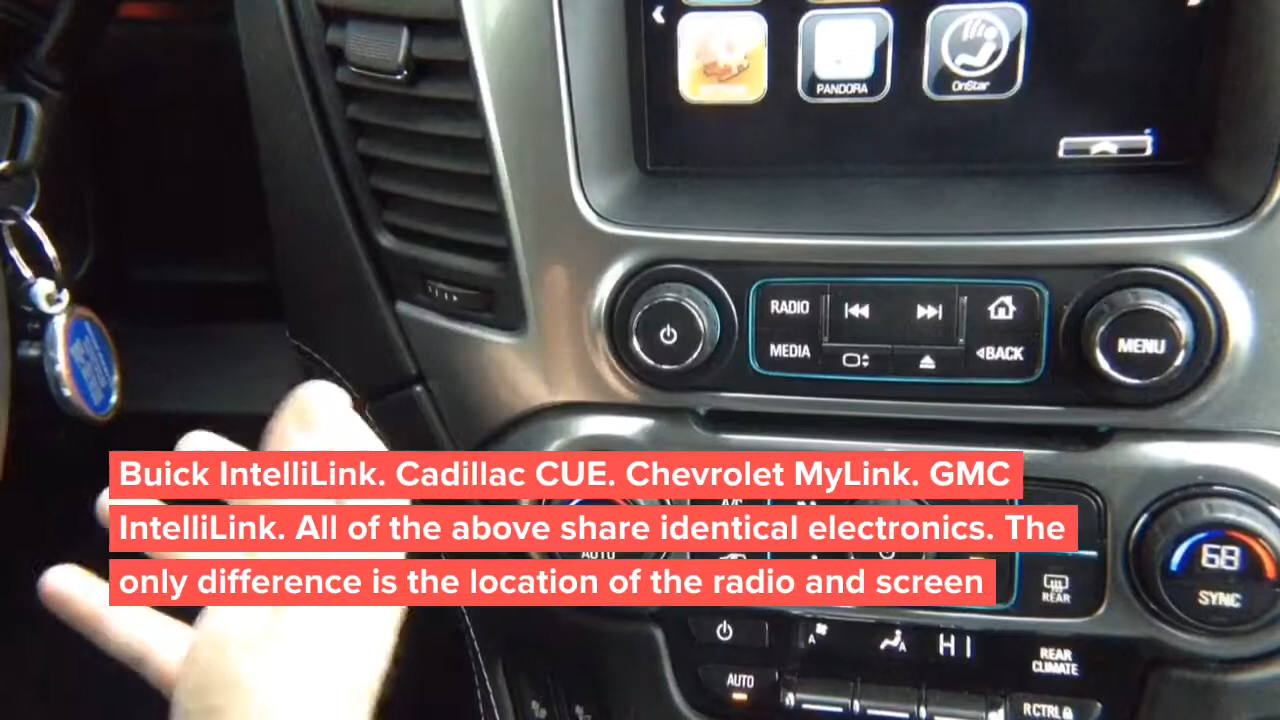 PANDORA
OnStar
RADIO
MEDIA
BACK
MENU
Buick IntelliLink. Cadillac CUE. Chevrolet MyLink. GMC
IntelliLink. All of the above share identical electronics. The
only difference is the location of the radio and screen
AUTO
68
SYNC
REAR
A
A
HI
REAR
CLIMATE
AUTO
R CTRL